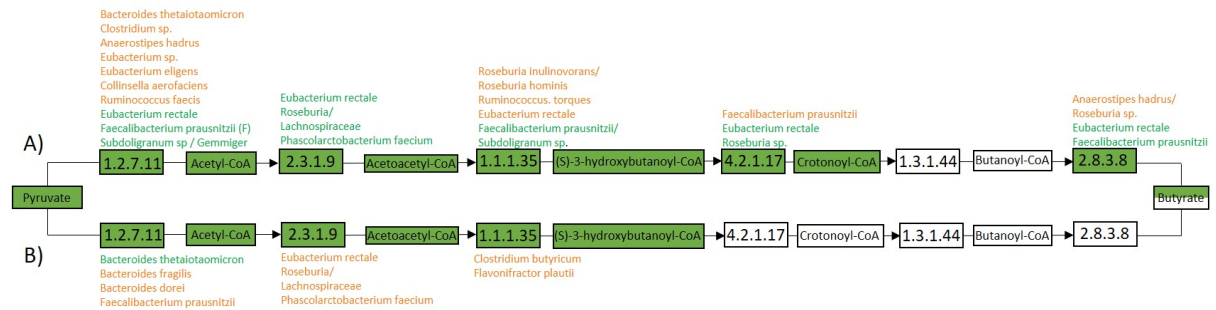 Bacteroides thetaiotaomicron
Clostridium sp.
Anaerostipes hadrus
Eubacterium sp.
Eubacterium eligens
Collinsella aerofaciens
Ruminococcus faecis
Eubacterium rectale
Faecalibacterium prausnitzii (F)
Subdoligranum sp / Gemmiger
Eubacterium rectale
Roseburia/
Lachnospiraceae
Phasclarctobacterium faecium
Roseburia inulinovorans/
Roseburia hominis
Ruminococcus. torques
Eubacterium rectale
Faecalibacterium prausnitzii/
Subdoligranum sp.
Faecalibacterium prausnitzii
Eubacterium rectale
Roseburia sp.
Anaerostipes hadrus/
Roseburia sp.
Eubacterium rectale
Faecalibacterium prausnitzii
A)
1.2.7.11
Acetyl-CoA
2.3.1.9
Acetoacetyl-CoA
1.1.1.35
(S)-3-hydroxybutanoyl-CoA
4.2.1.17
Crotonoyl-CoA
1.3.1.44
Butanoyl-CoA
2.8.3.8
Pyruvate
Butyrate
B)
1.2.7.11
Acetyl-CoA
2.3.1.9
Acetoacetyl-CoA
1.1.1.35
(S)-3-hydroxybutanoyl-CoA
4.2.1.17
Crotonoyl-CoA
1.3.1.44
Butanoyl-CoA
2.8.3.8
Bacteroides thetaiotaomicron
Bacteroides fragilis
Bacteroides dorei
Faecalibacterium prausnitzii
Eubacterium rectale
Roseburia/
Lachnospiraceae
Phascolarctobacterium faecium
Clostridium butyricum
Flavonifractor plautii